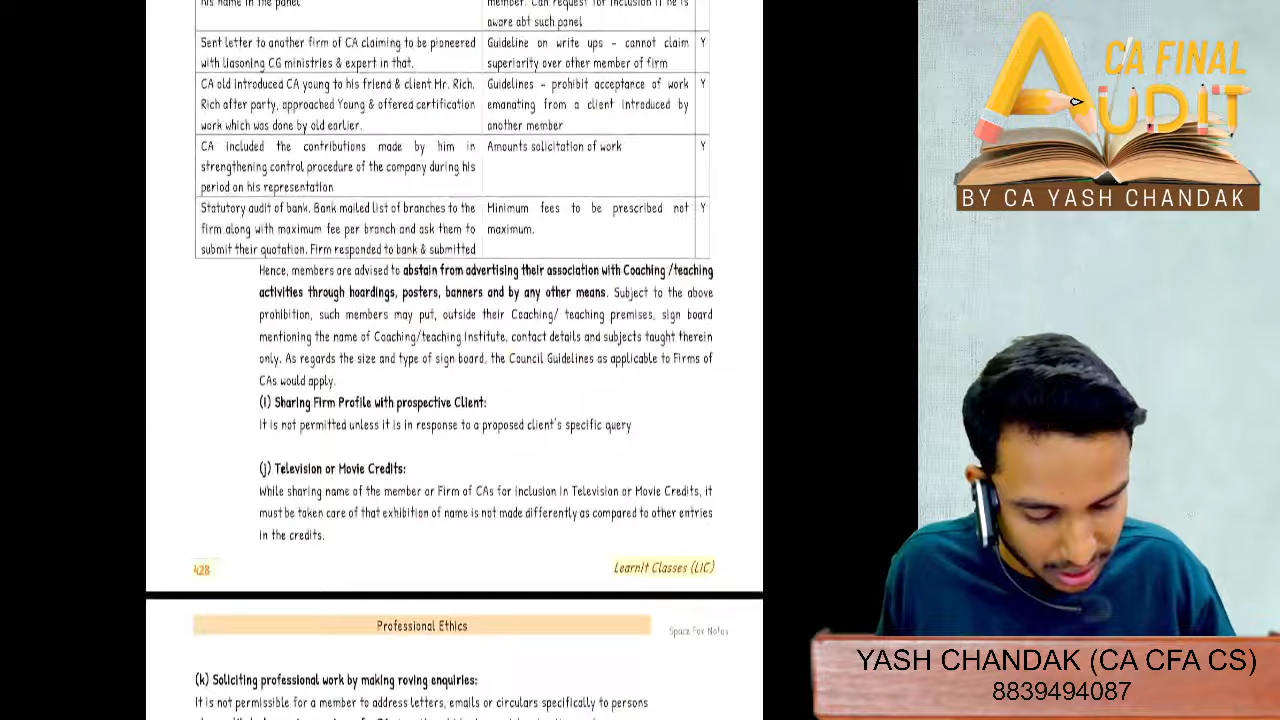 his name in the panel
member. Can request for inclusion if he is
aware abt such panel
Sent letter to another firm of CA claiming to be pioneered
with liasoning CG ministries & expert in that.
Guideline on write ups - cannot claim
superiority over other member of firm
Y
CA old introduced CA young to his friend & client Mr. Rich.
Rich after party, approached Young & offered certification
work which was done by old earlier.
Guidelines - prohibit acceptance of work
emanating from a client introduced by
another member
Y
CA included the contributions made by him in
strengthening control procedure of the company during his
period on his representation
Amounts solicitation of work
Y
Statutory audit of bank. Bank mailed list of branches to the
firm along with maximum fee per branch and ask them to
submit their quotation. Firm responded to bank & submitted
Minimum fees to be prescribed not
maximum.
Y
Hence, members are advised to abstain from advertising their association with Coaching /teaching
activities through hoardings, posters, banners and by any other means. Subject to the above
prohibition, such members may put, outside their Coaching/ teaching premises, sign board
mentioning the name of Coaching/teaching Institute, contact details and subjects taught therein
only. As regards the size and type of sign board, the Council Guidelines as applicable to Firms of
CAs would apply.
(i) Sharing Firm Profile with prospective Client:
It is not permitted unless it is in response to a proposed client's specific query
(j) Television or Movie Credits:
While sharing name of the member or Firm of CAs for inclusion in Television or Movie Credits, it
must be taken care of that exhibition of name is not made differently as compared to other entries
in the credits.
428
LearnIt Classes (LIC)
Professional Ethics
Space For Notes
(k) Soliciting professional work by making roving enquiries:
It is not permissible for a member to address letters, emails or circulars specifically to persons
CA FINAL
AUDIT
BY CA YASH CHANDAK
YASH CHANDAK (CA CFA CS)
8839494087